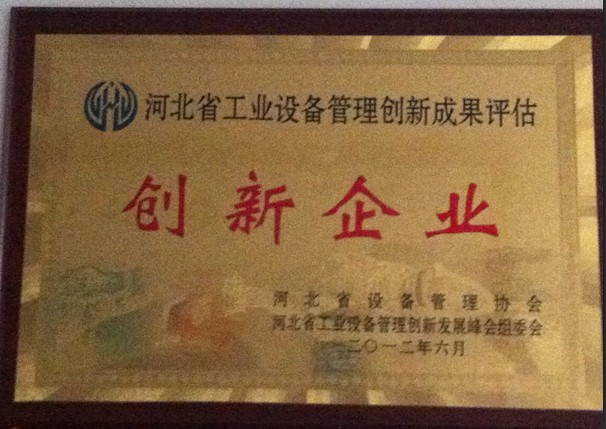 河北省工业设备管理创新成果评估
创新企业
河北省设备管理协会
河北省工业设备管理创新发展峰会组委会
二〇一二年六月